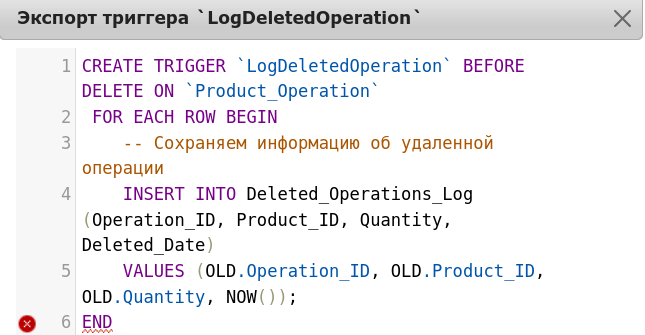 Экспорт триггера `LogDeletedOperation`
1 CREATE TRIGGER `LogDeletedOperation` BEFORE
DELETE ON `Product_Operation`
2 FOR EACH ROW BEGIN
3 -- Сохраняем информацию об удаленной
операции
4 INSERT INTO Deleted_Operations_Log
(Operation_ID, Product_ID, Quantity,
Deleted_Date)
5 VALUES (OLD.Operation_ID, OLD.Product_ID,
OLD.Quantity, NOW());
6 END